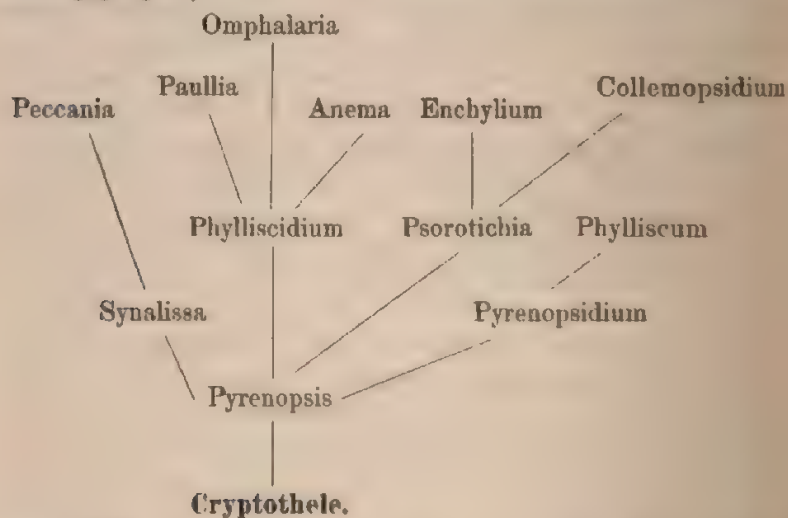 Omphalaria
Paullia
Peccania Anema Enchylium Collemopsidium
Phylliscidium Psorotichia Phylliscum
Synalissa Pyrenopsidium
Pyrenopsis
Cryptothele.